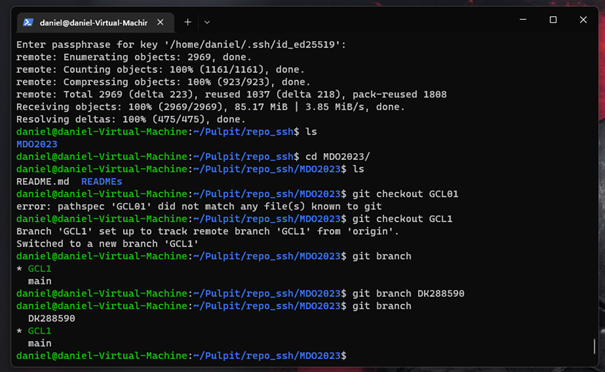 daniel@daniel-Virtual-Machir
Enter passphrase for key '/home/daniel/.ssh/id_ed25519':
remote: Enumerating objects: 2969, done.
remote: Counting objects: 100% (1161/1161), done.
remote: Compressing objects: 100% (923/923), done.
remote: Total 2969 (delta 223), reused 1037 (delta 218), pack-reused 1808
Receiving objects: 100% (2969/2969), 85.17 MiB | 3.85 MiB/s, done.
Resolving deltas: 100% (475/475), done.
daniel@daniel-Virtual-Machine:~/Pulpit/repo_ssh$ ls
MDO2023
daniel@daniel-Virtual-Machine:~/Pulpit/repo_ssh$ cd MDO2023/
daniel@daniel-Virtual-Machine:~/Pulpit/repo_ssh/MDO2023$ ls
README.md  READMEs
daniel@daniel-Virtual-Machine:~/Pulpit/repo_ssh/MDO2023$ git checkout GCL01
error: pathspec 'GCL01' did not match any file(s) known to git
daniel@daniel-Virtual-Machine:~/Pulpit/repo_ssh/MDO2023$ git checkout GCL1
Branch 'GCL1' set up to track remote branch 'GCL1' from 'origin'.
Switched to a new branch 'GCL1'
daniel@daniel-Virtual-Machine:~/Pulpit/repo_ssh/MDO2023$ git branch
* GCL1
  main
daniel@daniel-Virtual-Machine:~/Pulpit/repo_ssh/MDO2023$ git branch DK288590
daniel@daniel-Virtual-Machine:~/Pulpit/repo_ssh/MDO2023$ git branch
  DK288590
* GCL1
  main
daniel@daniel-Virtual-Machine:~/Pulpit/repo_ssh/MDO2023$